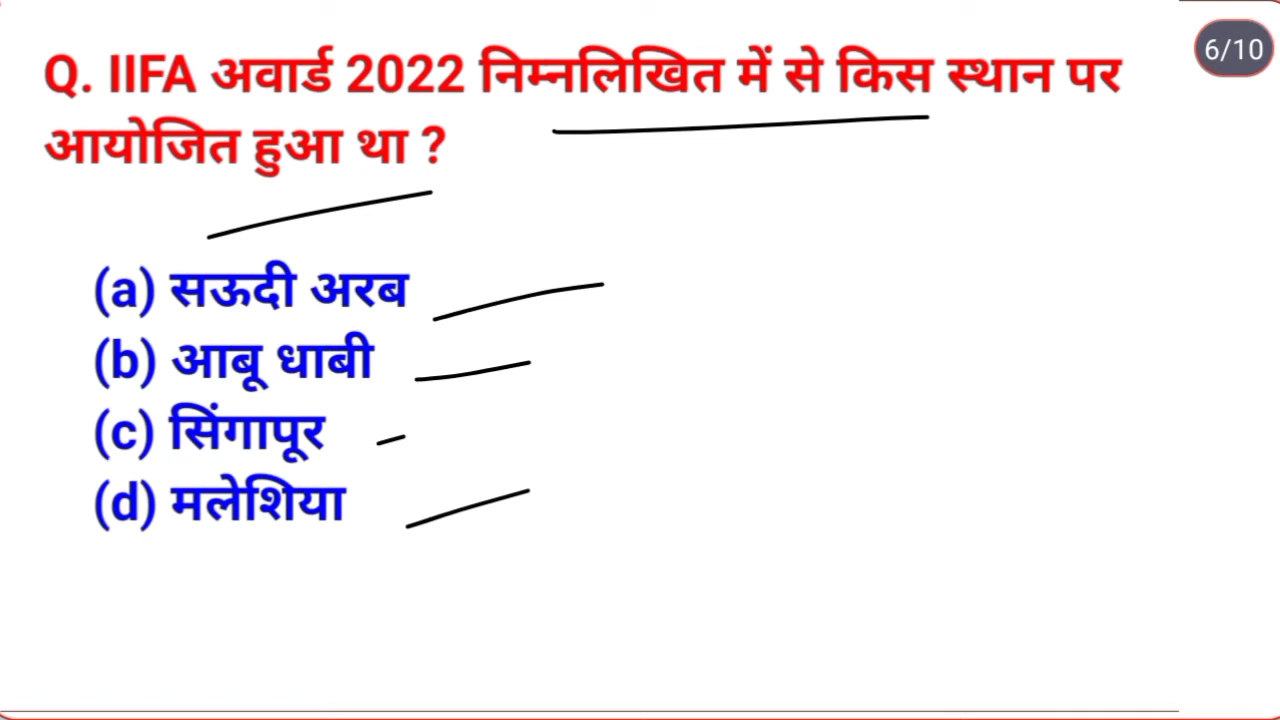 6/10
Q. IIFA अवार्ड 2022 निम्नलिखित में से किस स्थान पर
आयोजित हुआ था ?
(a) सऊदी अरब
(b) आबू धाबी
(c) सिंगापूर
(d) मलेशिया